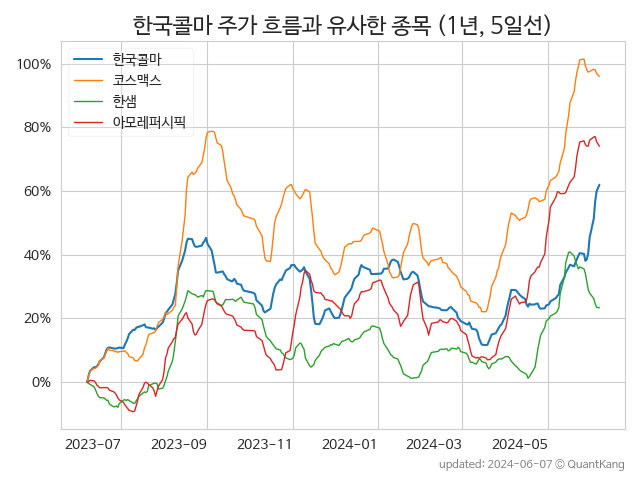 한국콜마 주가 흐름과 유사한 종목 (1년, 5일선)
한국콜마
코스맥스
한샘
아모레퍼시픽
100%
80%
60%
40%
20%
0%
2023-07 2023-09 2023-11 2024-01 2024-03 2024-05
updated: 2024-06-07 © QuantKang